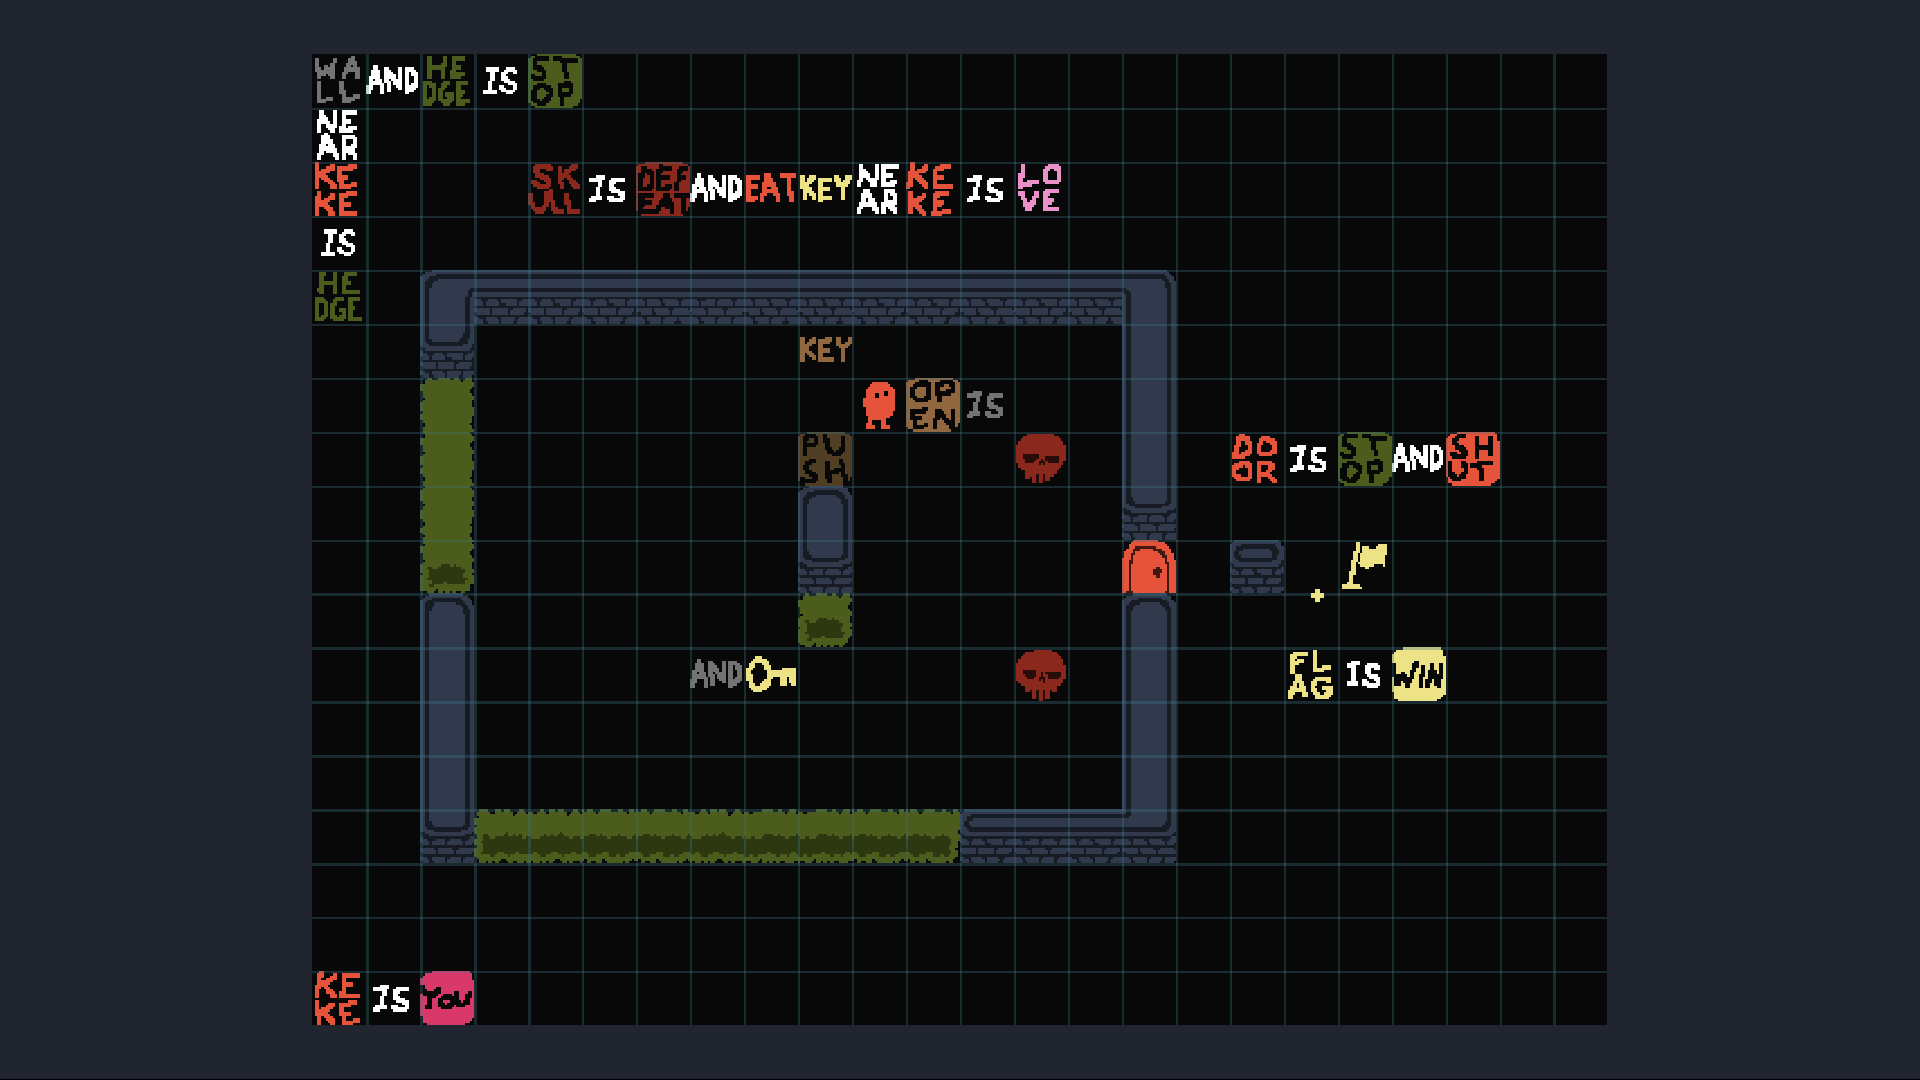 WALL AND HEDGE IS STOP
NEAR
KEKE SKULL IS DEFEAT AND EAT KEY NEAR KEKE IS LOVE
IS
HEDGE
KEY
OPEN IS
PUSH DOOR IS STOP AND SHUT
AND FLAG IS WIN
KEKE IS YOU